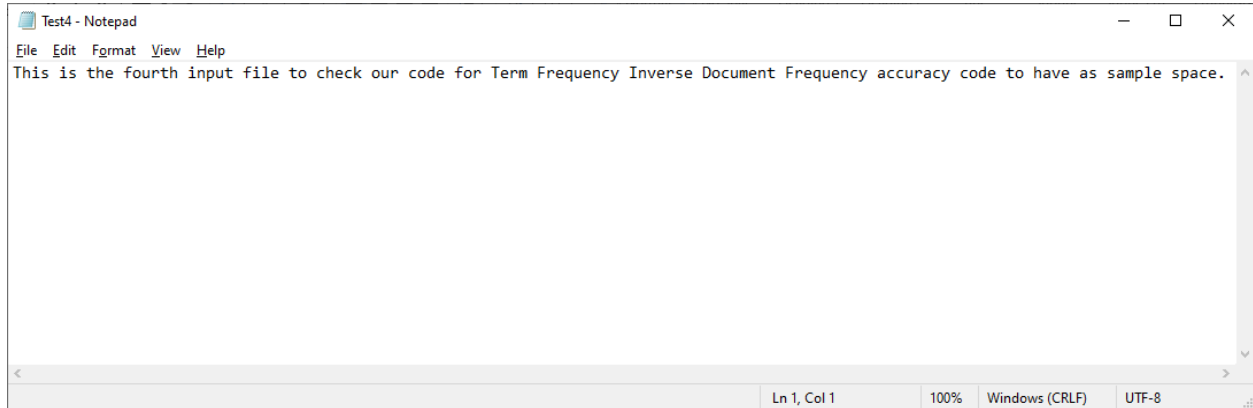 Test4 - Notepad
File Edit Format View Help
This is the fourth input file to check our code for Term Frequency Inverse Document Frequency accuracy code to have as sample space.
Ln 1, Col 1 100% Windows (CRLF) UTF-8